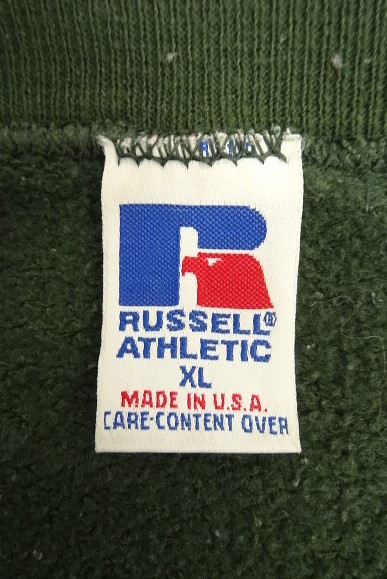 RUSSELL®
ATHLETIC
XL
MADE IN U.S.A.
CARE-CONTENT OVER